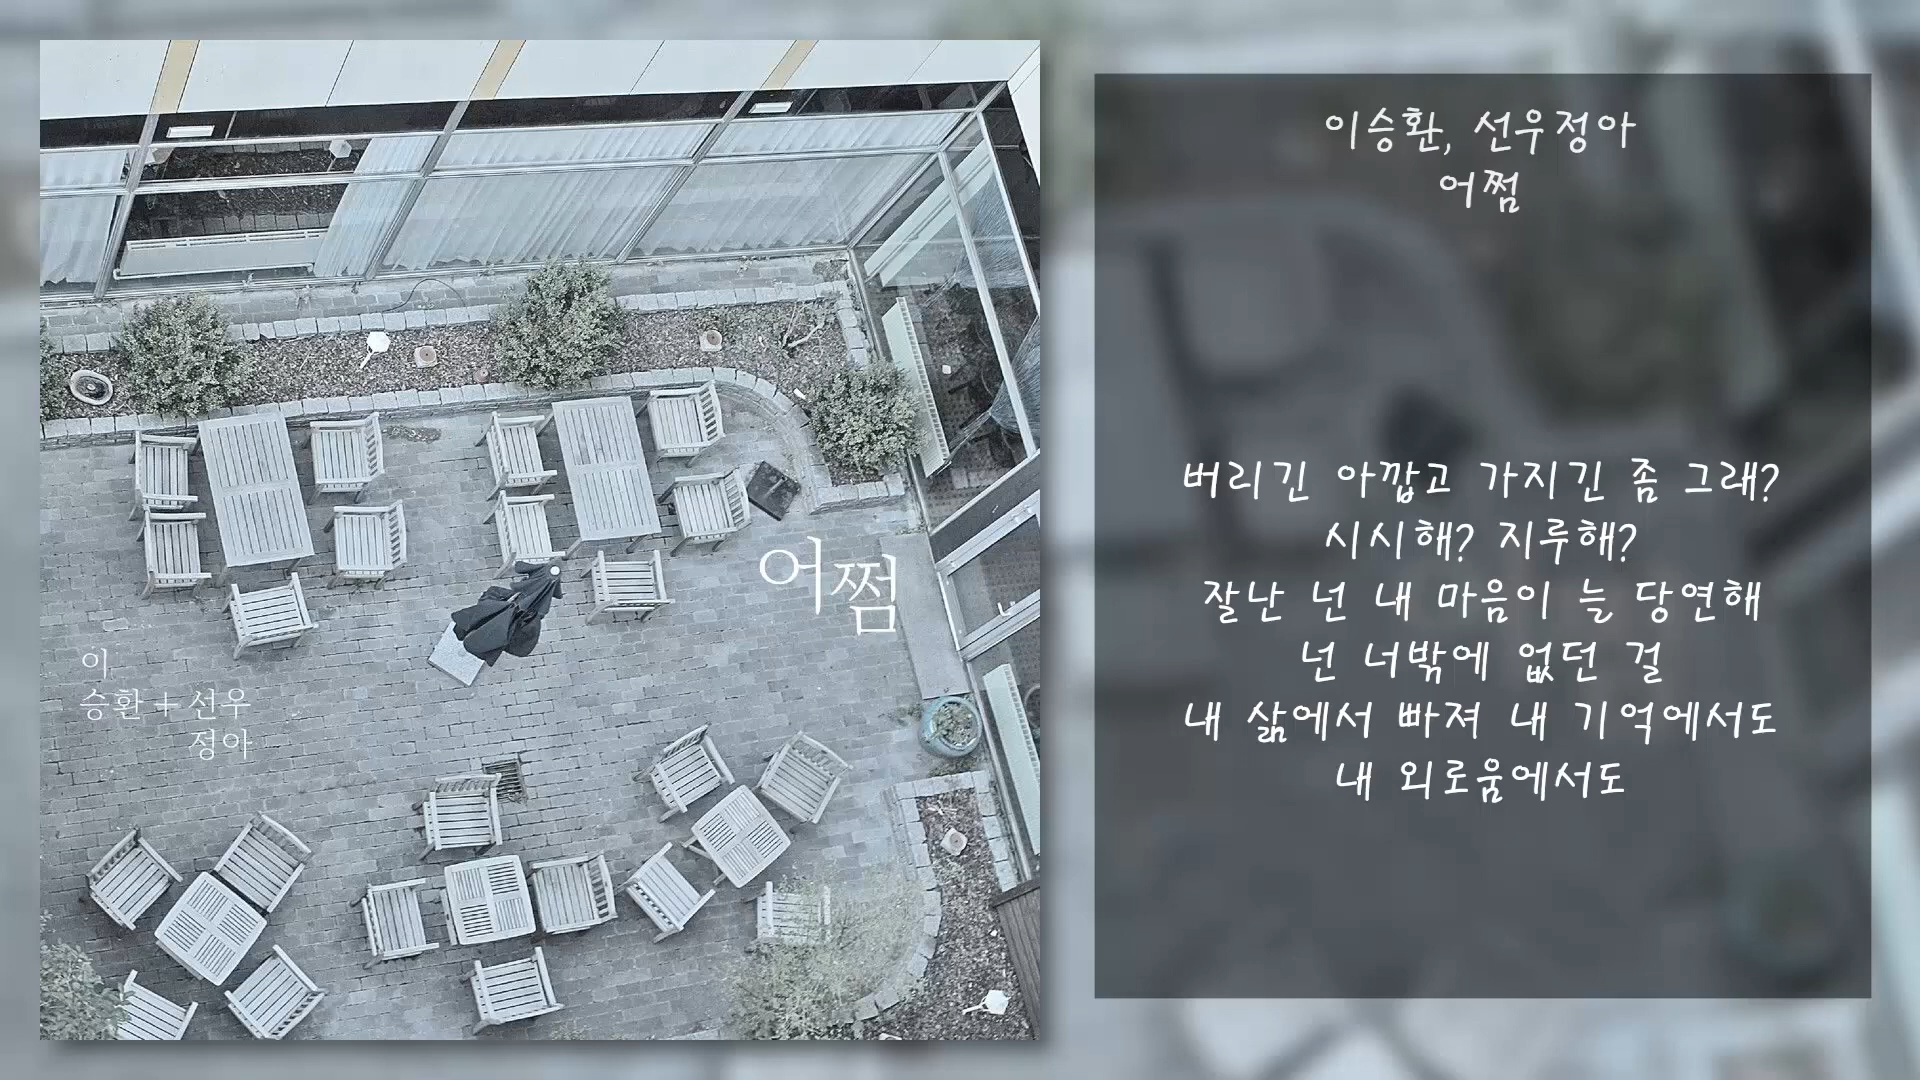 어쩜
이
승환 + 선우
정아
이승환, 선우정아
어쩜
버리긴 아깝고 가지긴 좀 그래?
시시해? 지루해?
잘난 넌 내 마음이 늘 당연해
넌 너밖에 없던 걸
내 삶에서 빠져 내 기억에서도
내 외로움에서도